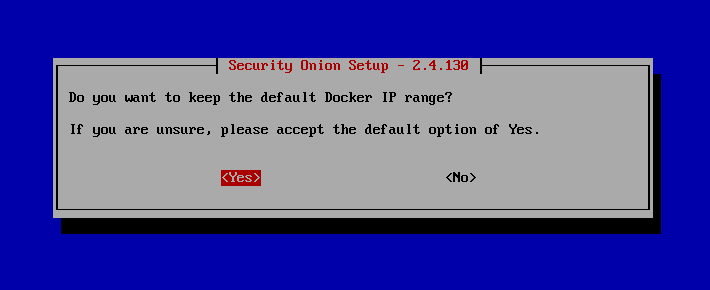 Security Onion Setup - 2.4.130
Do you want to keep the default Docker IP range?
If you are unsure, please accept the default option of Yes.
<Yes> <No>